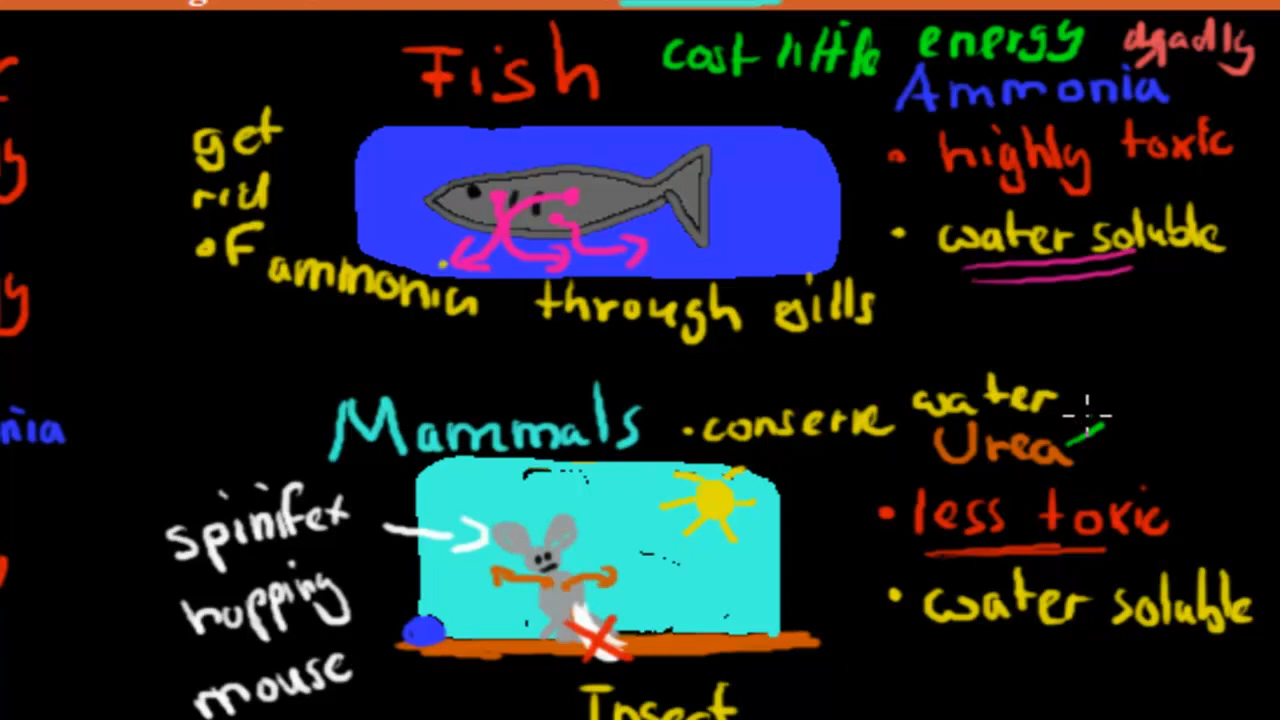 Fish
cost little energy deadly
Ammonia
• highly toxic
• water soluble
get
rid
of ammonia through gills
Mammals • conserve water
Urea
• less toxic
• water soluble
spinifex
hopping
mouse
Insect